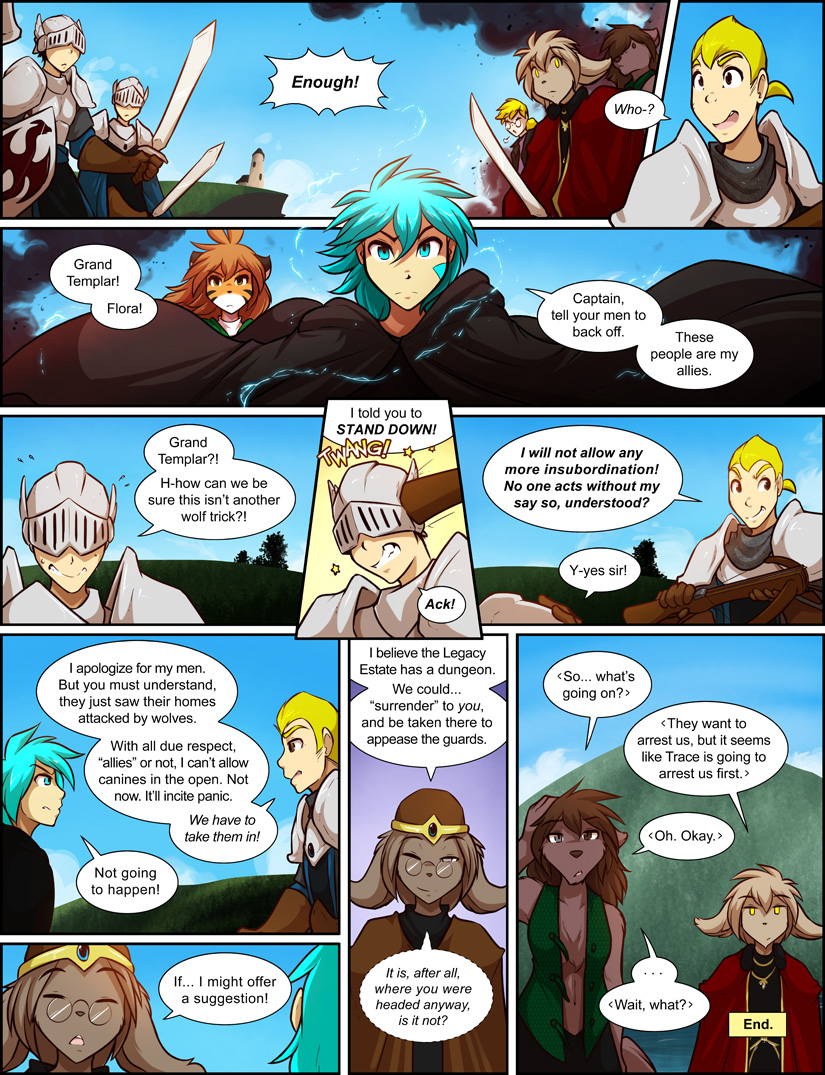 Enough!
Who-?
Grand
Templar!
Flora!
Captain,
tell your men to
back off.
These
people are my
allies.
Grand
Templar?!
H-how can we be
sure this isn't another
wolf trick?!
I told you to
STAND DOWN!
TWANG!
Ack!
I will not allow any
more insubordination!
No one acts without my
say so, understood?
Y-yes sir!
I apologize for my men.
But you must understand,
they just saw their homes
attacked by wolves.
With all due respect,
"allies" or not, I can't allow
canines in the open. Not
now. It'll incite panic.
We have to
take them in!
Not going
to happen!
If... I might offer
a suggestion!
I believe the Legacy
Estate has a dungeon.
We could...
"surrender" to you,
and be taken there to
appease the guards.
It is, after all,
where you were
headed anyway,
is it not?
‹So... what's
going on?›
‹They want to
arrest us, but it seems
like Trace is going to
arrest us first.›
‹Oh. Okay.›
. . .
‹Wait, what?›
End.